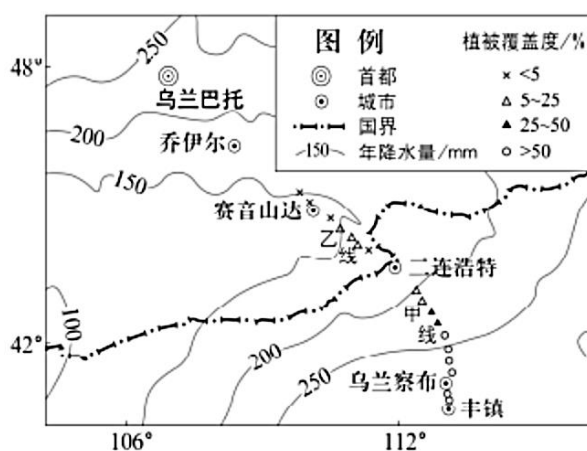 图例
植被覆盖度/%
首都
城市
国界
150 年降水量/mm
<5
5~25
25~50
>50
48°
42°
106°
112°
250
乌兰巴托
200
乔伊尔
150
赛音山达
乙
线
二连浩特
甲
线
100
200
250
乌兰察布
丰镇